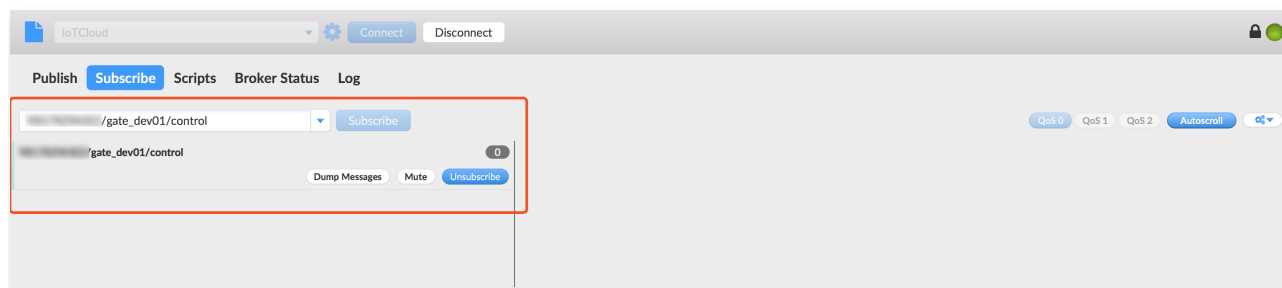 IoTCloud Connect Disconnect
Publish Subscribe Scripts Broker Status Log
/gate_dev01/control Subscribe QoS 0 QoS 1 QoS 2 Autoscroll
/gate_dev01/control 0
Dump Messages Mute Unsubscribe